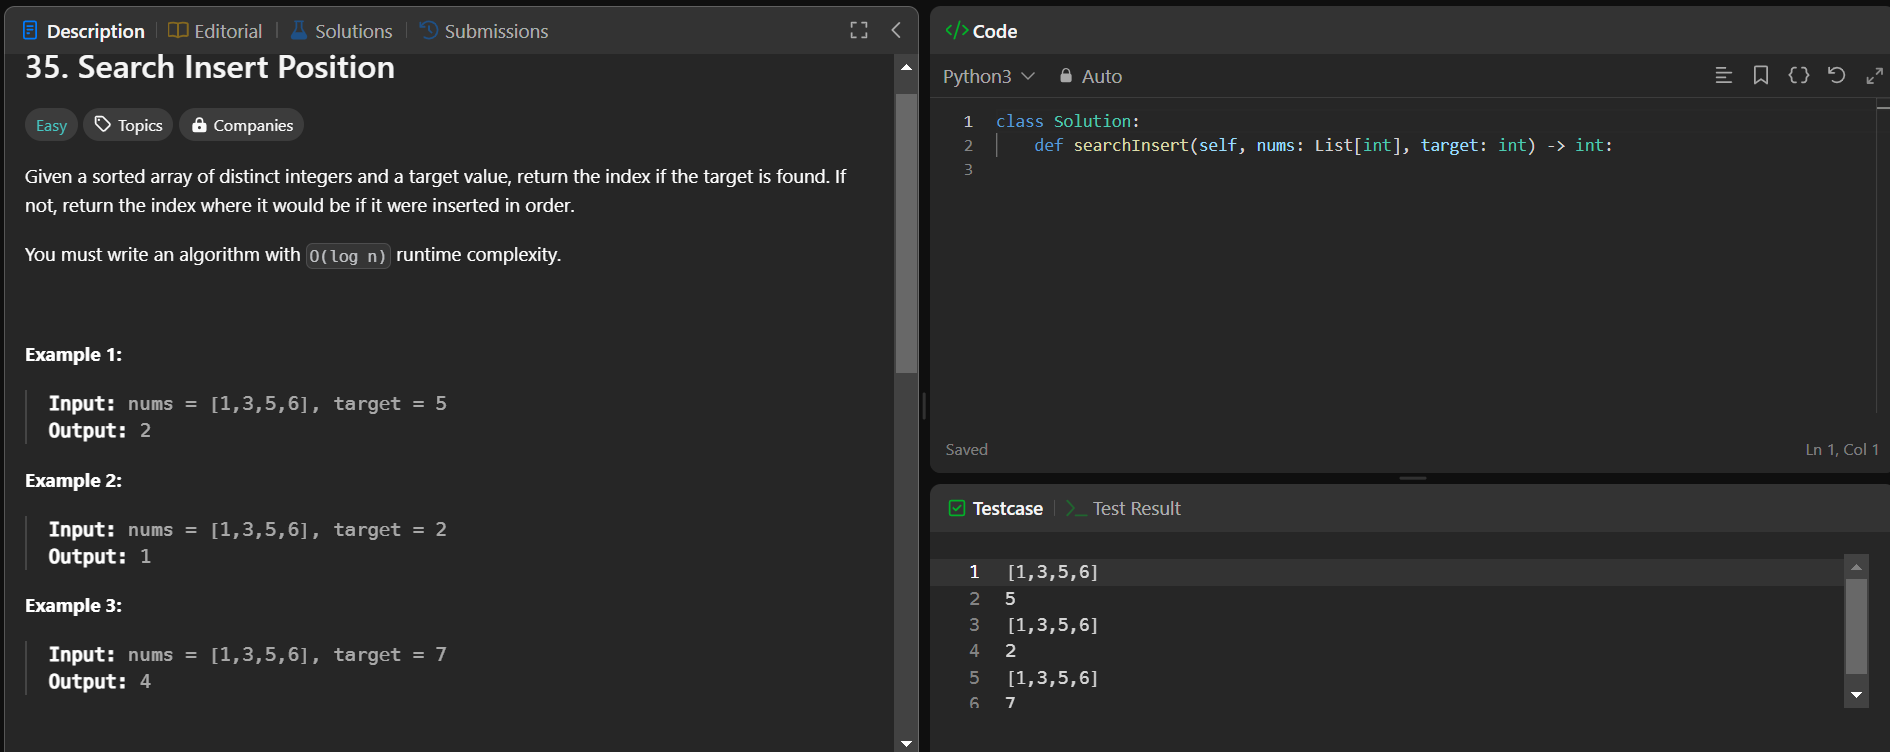 Description
Editorial
Solutions
Submissions
35. Search Insert Position
Easy
Topics
Companies
Given a sorted array of distinct integers and a target value, return the index if the target is found. If
not, return the index where it would be if it were inserted in order.
You must write an algorithm with O(log n) runtime complexity.
Example 1:
Input: nums = [1,3,5,6], target = 5
Output: 2
Example 2:
Input: nums = [1,3,5,6], target = 2
Output: 1
Example 3:
Input: nums = [1,3,5,6], target = 7
Output: 4
</> Code
Python3
Auto
1 class Solution:
2     def searchInsert(self, nums: List[int], target: int) -> int:
3
Saved
Ln 1, Col 1
Testcase
>_ Test Result
1 [1,3,5,6]
2 5
3 [1,3,5,6]
4 2
5 [1,3,5,6]
6 7